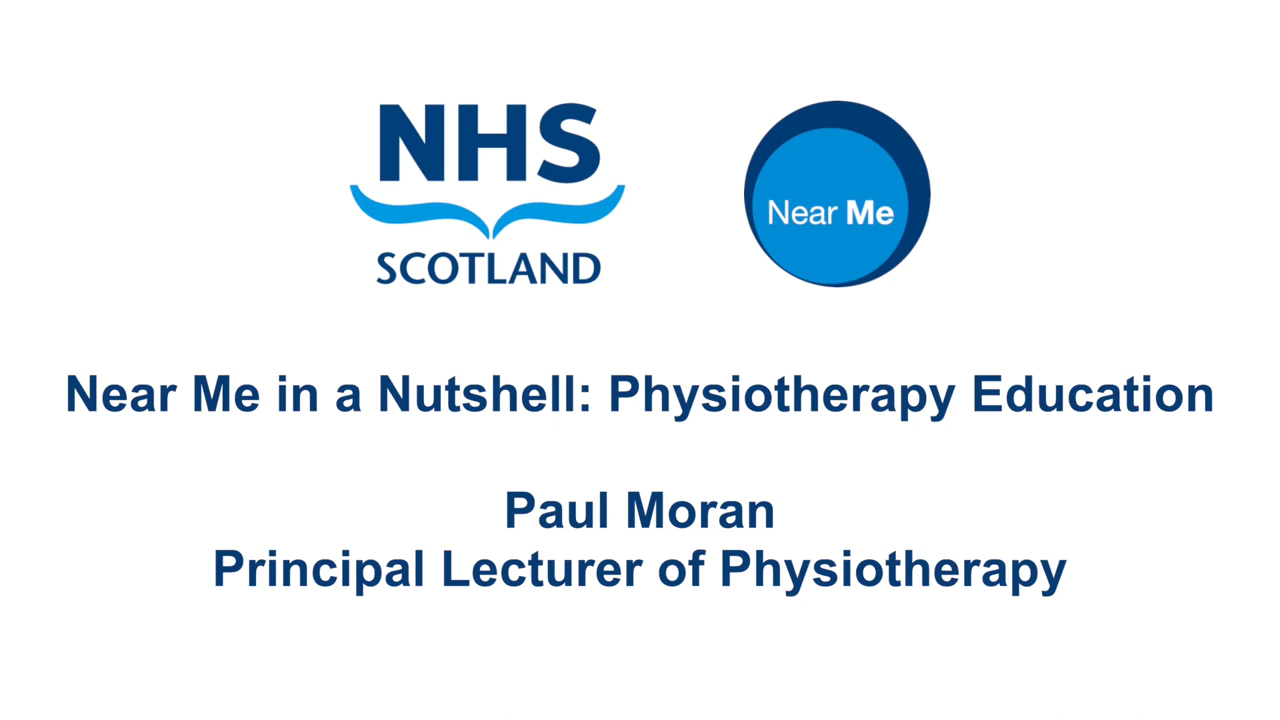 NHS
SCOTLAND
Near Me
Near Me in a Nutshell: Physiotherapy Education
Paul Moran
Principal Lecturer of Physiotherapy